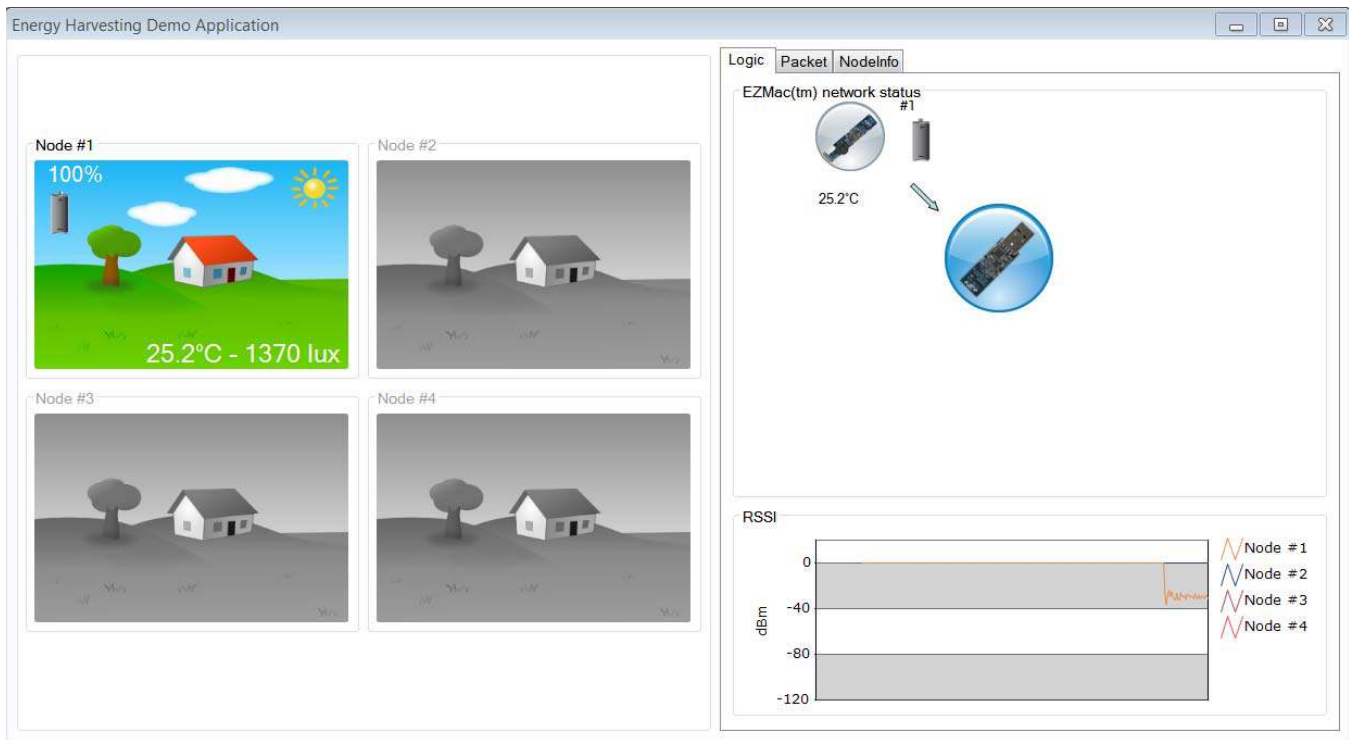 Energy Harvesting Demo Application
Node #1
100%
25.2°C - 1370 lux
Node #2
Node #3
Node #4
Logic
Packet
NodeInfo
EZMac(tm) network status
#1
25.2°C
RSSI
0
-40
-80
-120
dBm
Node #1
Node #2
Node #3
Node #4